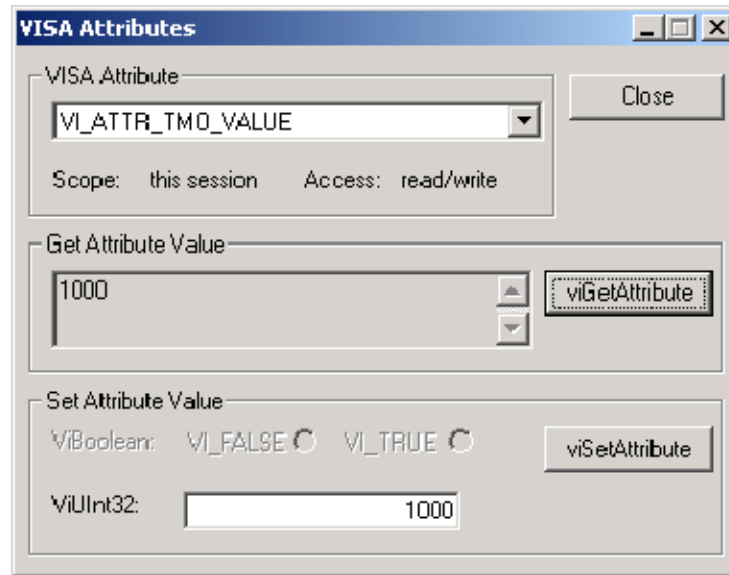 VISA Attributes
VISA Attribute
Close
VI_ATTR_TMO_VALUE
Scope: this session Access: read/write
Get Attribute Value
1000
viGetAttribute
Set Attribute Value
ViBoolean: VI_FALSE VI_TRUE
viSetAttribute
ViUInt32: 1000